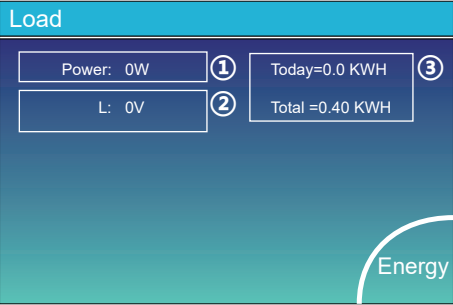 Load
Power: 0W ①
L: 0V ②
Today=0.0 KWH ③
Total =0.40 KWH
Energy